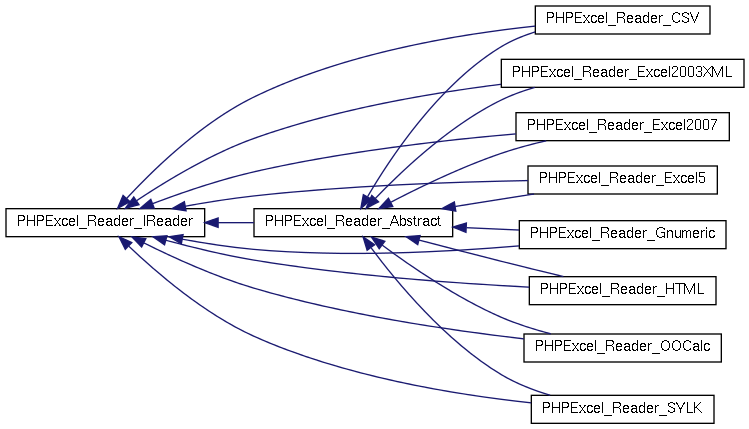 PHPExcel_Reader_CSV
PHPExcel_Reader_Excel2003XML
PHPExcel_Reader_Excel2007
PHPExcel_Reader_Excel5
PHPExcel_Reader_IReader
PHPExcel_Reader_Abstract
PHPExcel_Reader_Gnumeric
PHPExcel_Reader_HTML
PHPExcel_Reader_OOCalc
PHPExcel_Reader_SYLK